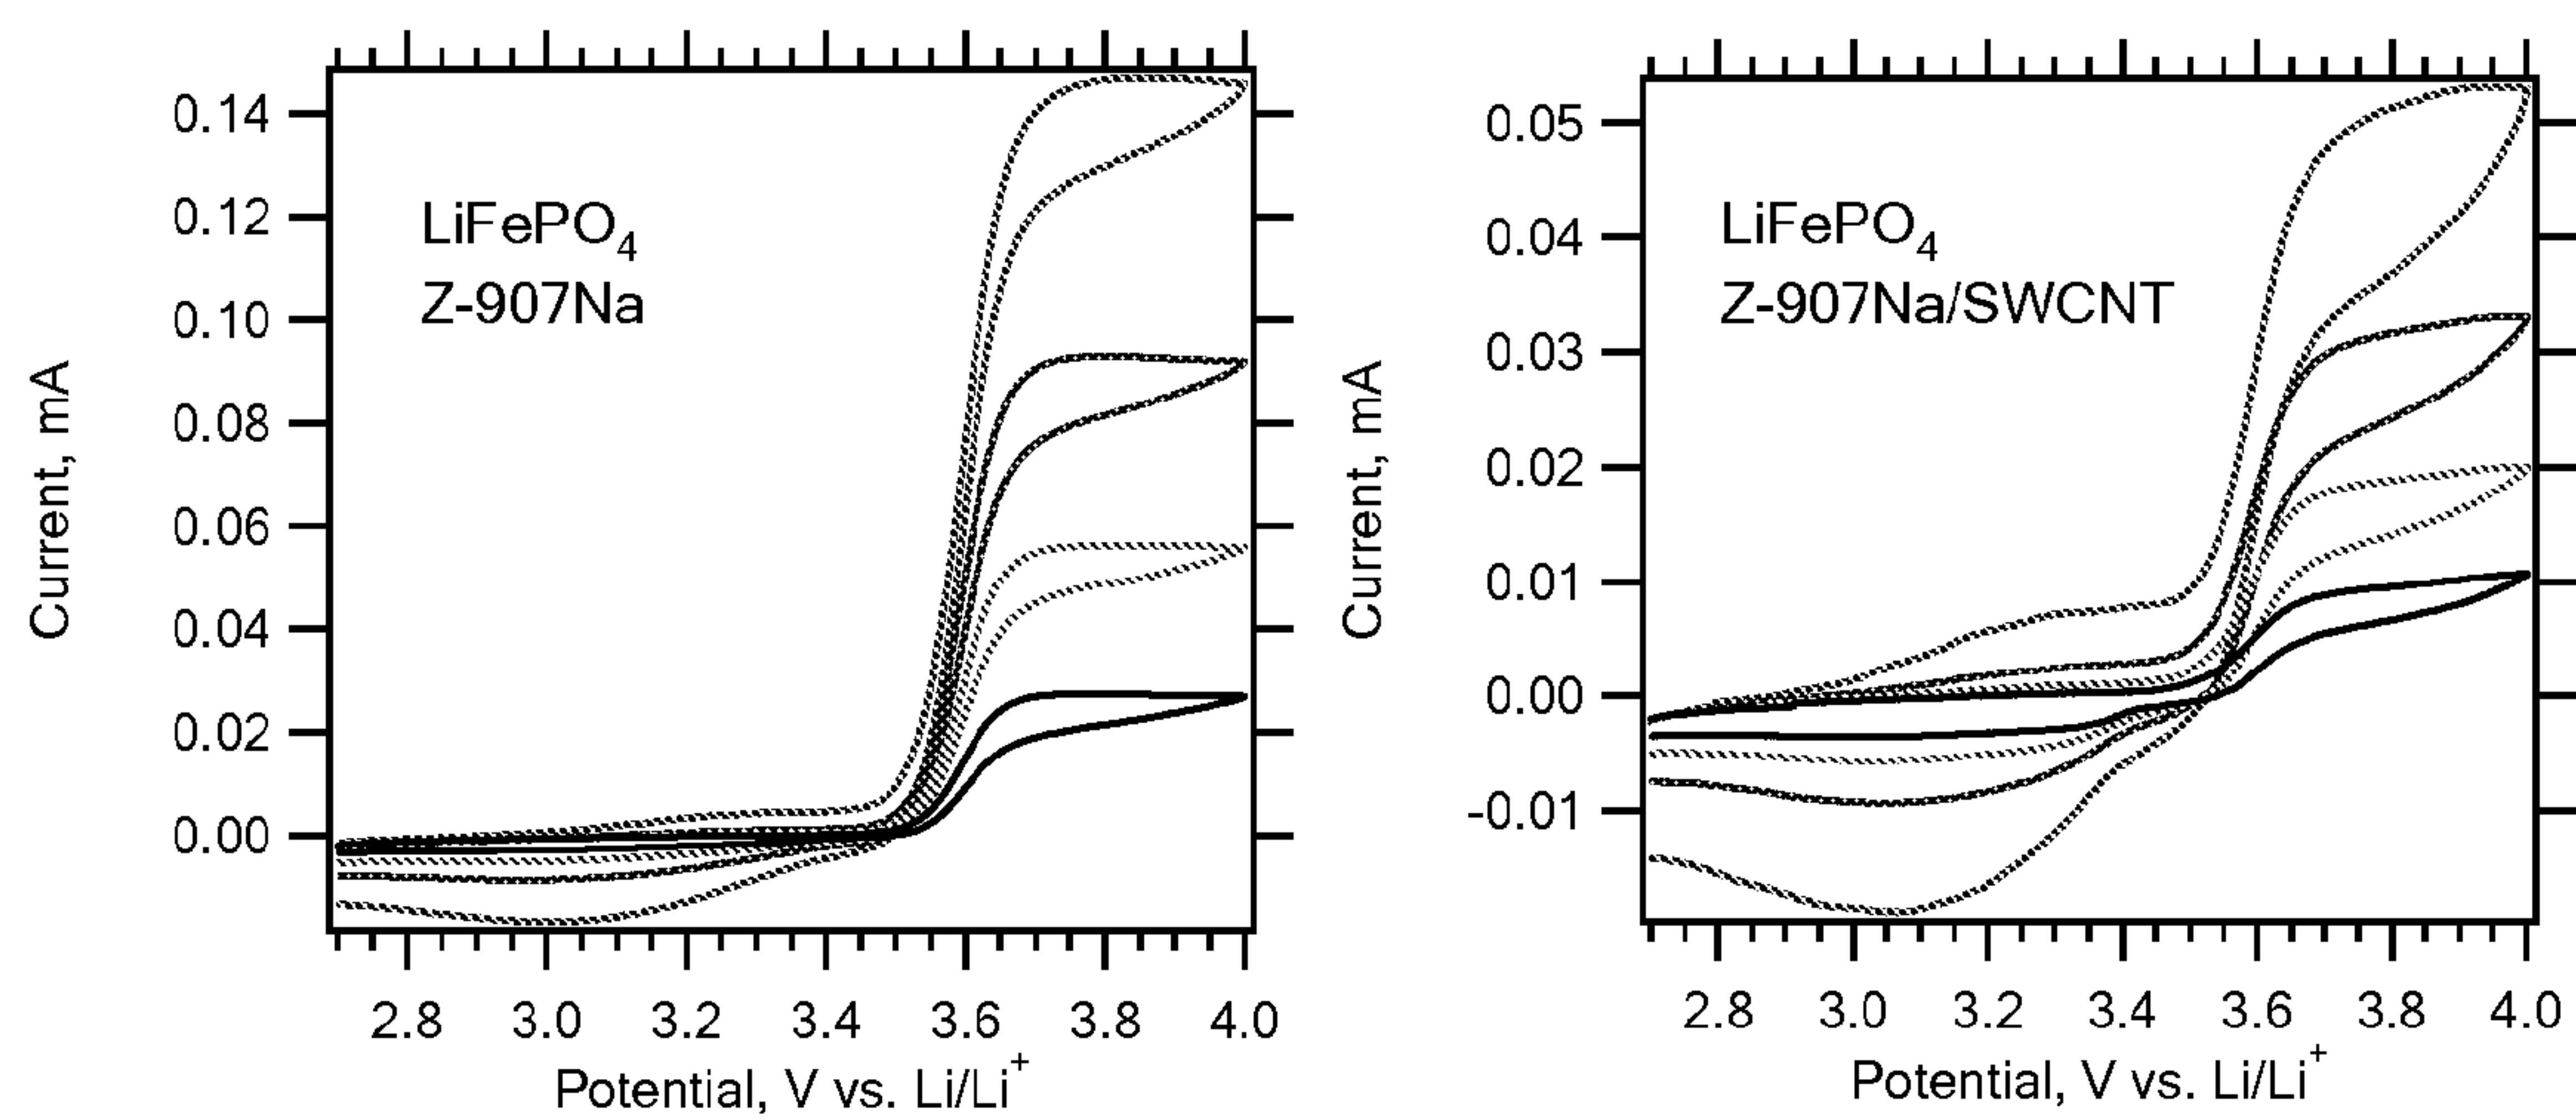 0.14
0.12
0.10
0.08
0.06
0.04
0.02
0.00
Current, mA
LiFePO₄
Z-907Na
2.8 3.0 3.2 3.4 3.6 3.8 4.0
Potential, V vs. Li/Li⁺
0.05
0.04
0.03
0.02
0.01
0.00
-0.01
Current, mA
LiFePO₄
Z-907Na/SWCNT
2.8 3.0 3.2 3.4 3.6 3.8 4.0
Potential, V vs. Li/Li⁺